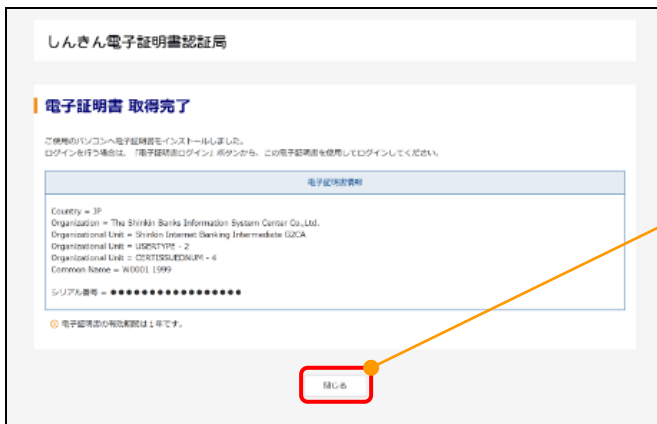 しんきん電子証明書認証局
電子証明書 取得完了
ご使用のパソコンへ電子証明書をインストールしました。
ログインを行う場合は、「電子証明書ログイン」ボタンから、この電子証明書を使用してログインしてください。
電子証明書情報
Country = JP
Organization = The Shinkin Banks Information System Center Co.,Ltd.
Organizational Unit = Shinkin Internet Banking Intermediate G2CA
Organizational Unit = USERTYPE - 2
Organizational Unit = CERTISSUEDNUM - 4
Common Name = W0001 1999
シリアル番号 = ●●●●●●●●●●●●●●●●●
電子証明書の有効期間は1年です。
閉じる